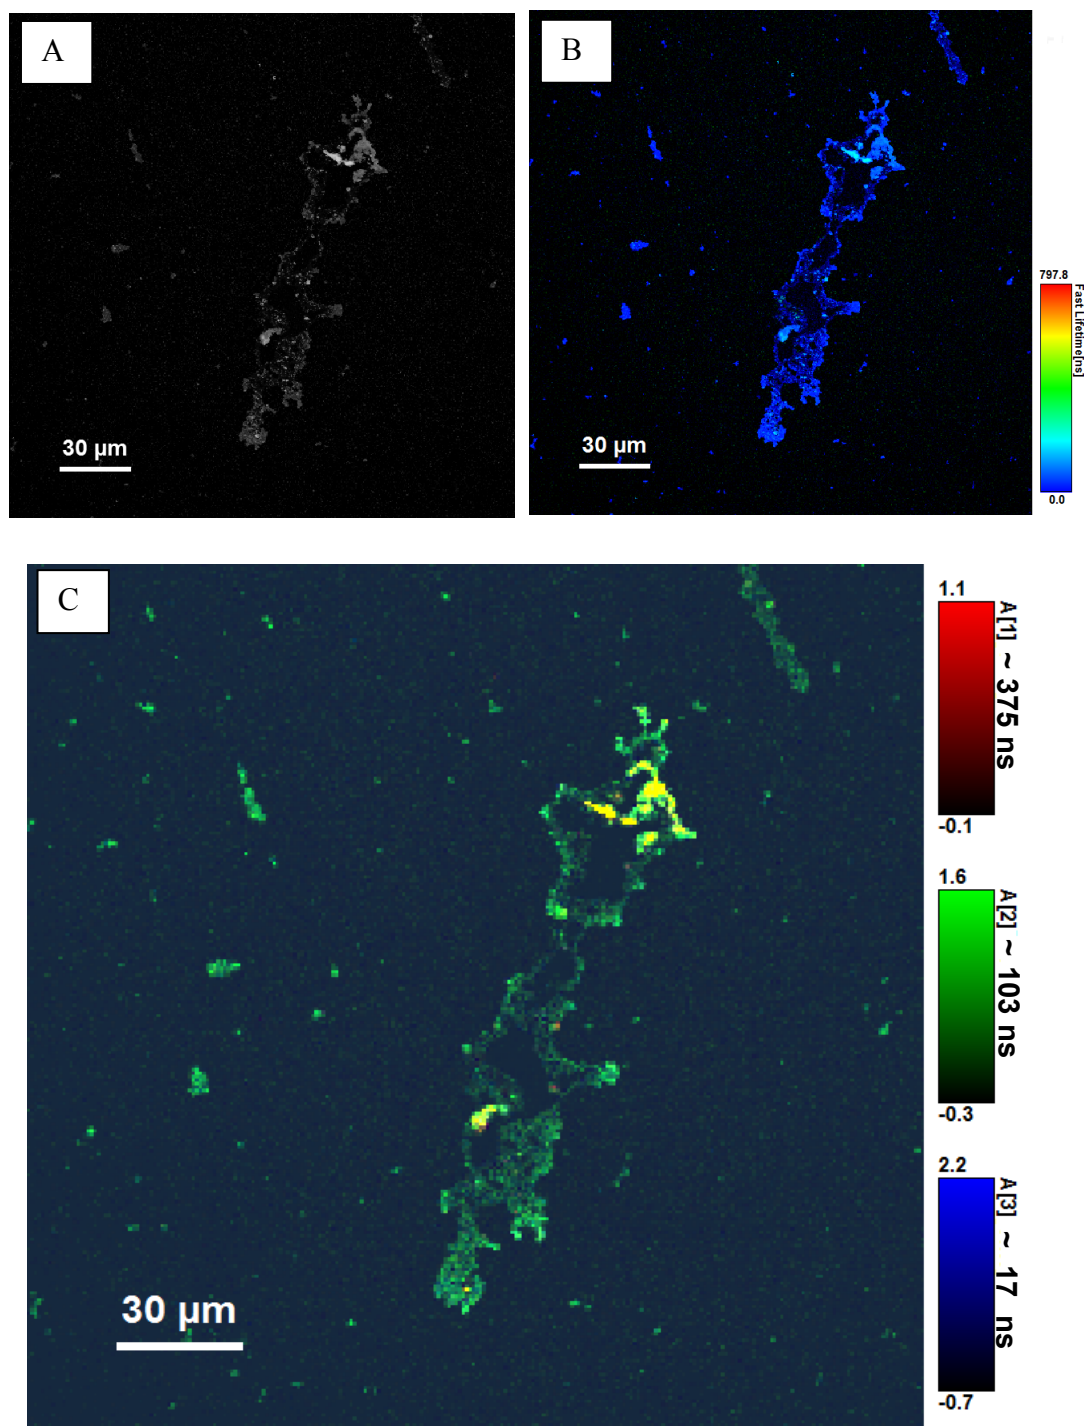 A
B
30 µm
30 µm
797.8
Fast Lifetime[ns]
0.0
C
30 µm
1.1
A[1] ~ 375 ns
-0.1
1.6
A[2] ~ 103 ns
-0.3
2.2
A[3] ~ 17 ns
-0.7